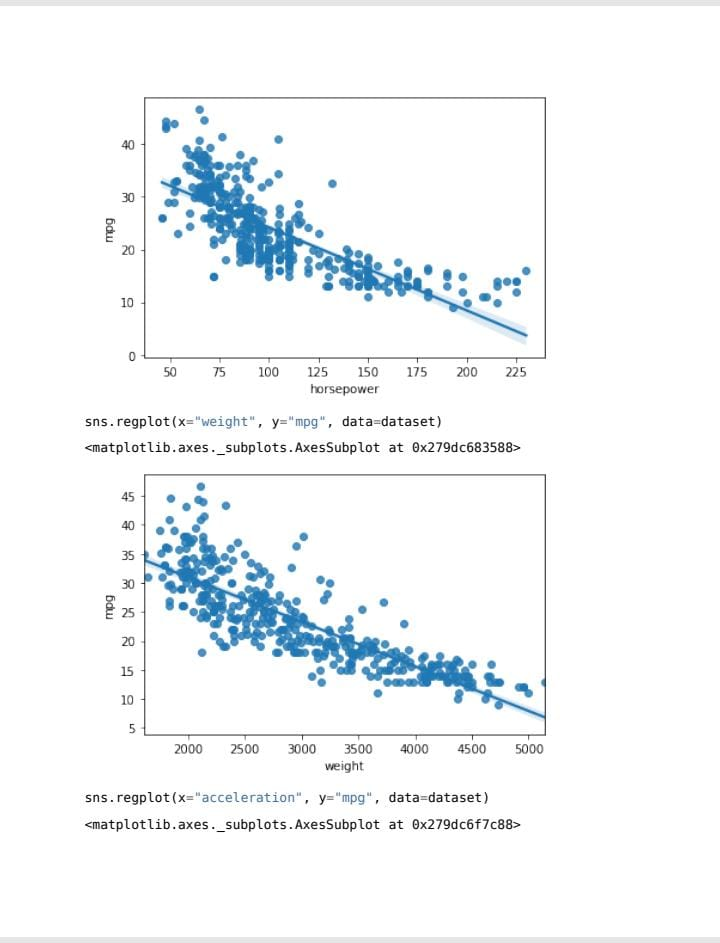 40
30
20
10
0
mpg
50 75 100 125 150 175 200 225
horsepower
sns.regplot(x="weight", y="mpg", data=dataset)
<matplotlib.axes._subplots.AxesSubplot at 0x279dc683588>
45
40
35
30
25
20
15
10
5
mpg
2000 2500 3000 3500 4000 4500 5000
weight
sns.regplot(x="acceleration", y="mpg", data=dataset)
<matplotlib.axes._subplots.AxesSubplot at 0x279dc6f7c88>